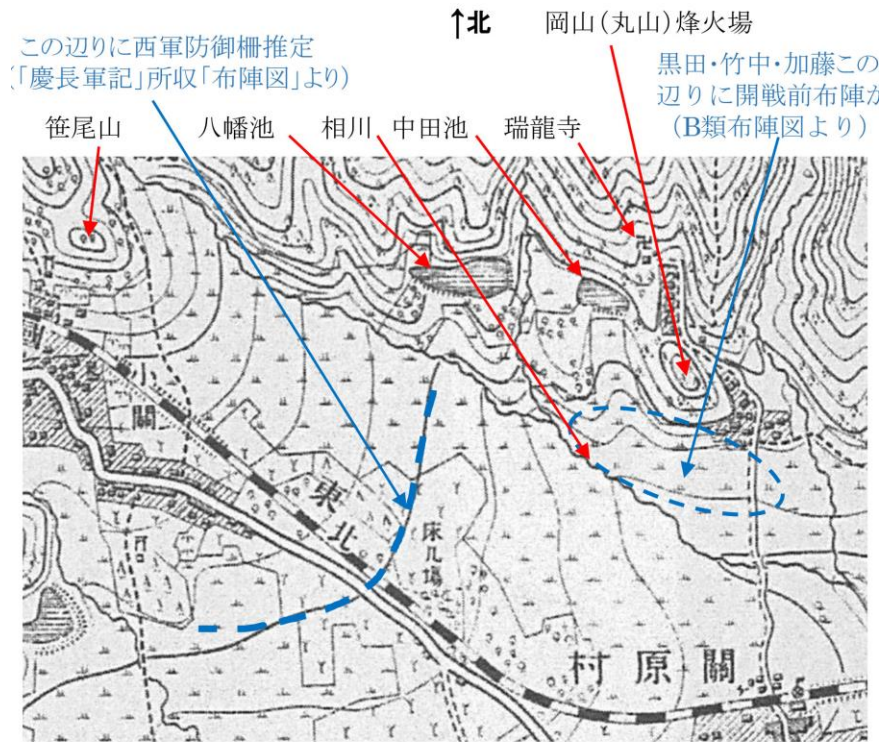 ↑北
岡山(丸山)烽火場
この辺りに西軍防御柵推定
(「慶長軍記」所収「布陣図」より)
黒田・竹中・加藤この
辺りに開戦前布陣か
(B類布陣図より)
笹尾山
八幡池
相川
中田池
瑞龍寺
小關
東北
床几場
村原關